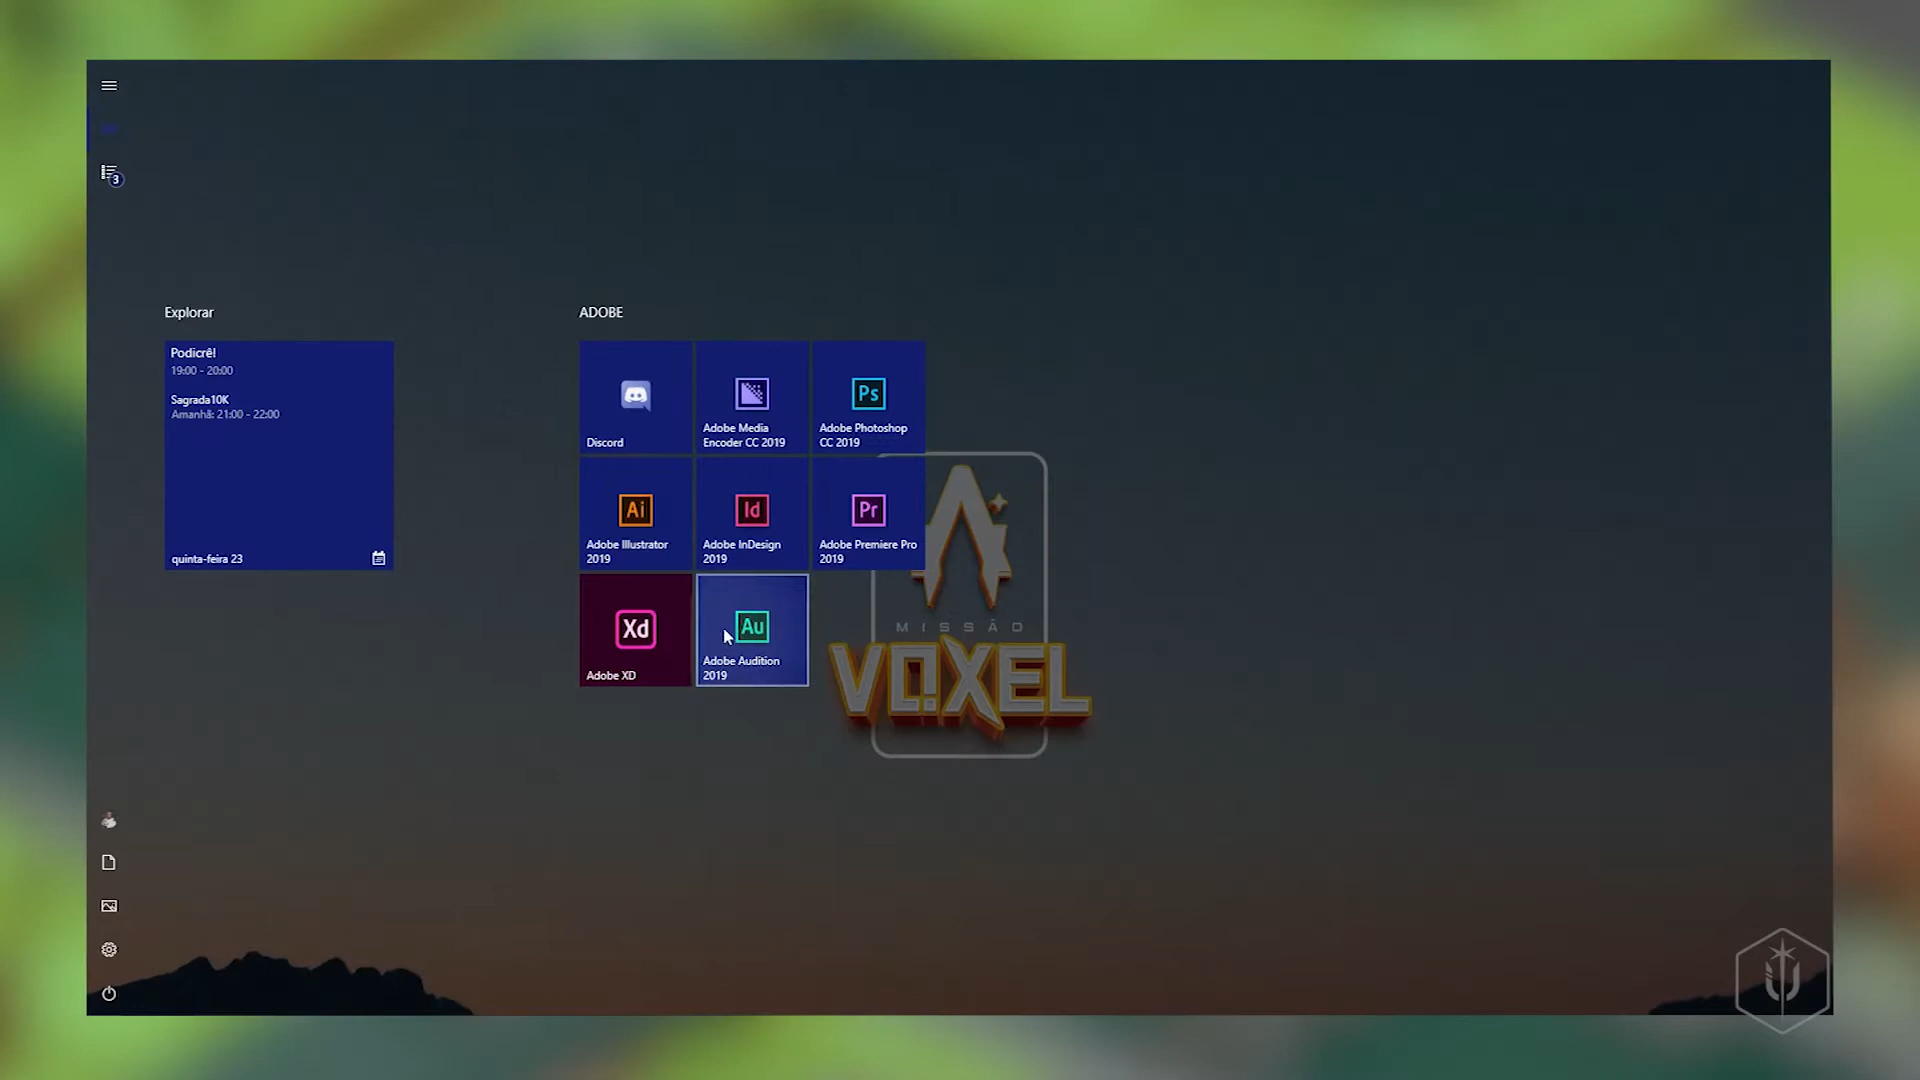 3
Explorar
Podicrê!
19:00 - 20:00
Sagrada10K
Amanhã: 21:00 - 22:00
quinta-feira 23
ADOBE
Discord
Adobe Media
Encoder CC 2019
Ps
Adobe Photoshop
CC 2019
Ai
Adobe Illustrator
2019
Id
Adobe InDesign
2019
Pr
Adobe Premiere Pro
2019
Xd
Adobe XD
Au
Adobe Audition
2019
MISSÃO
VOXEL